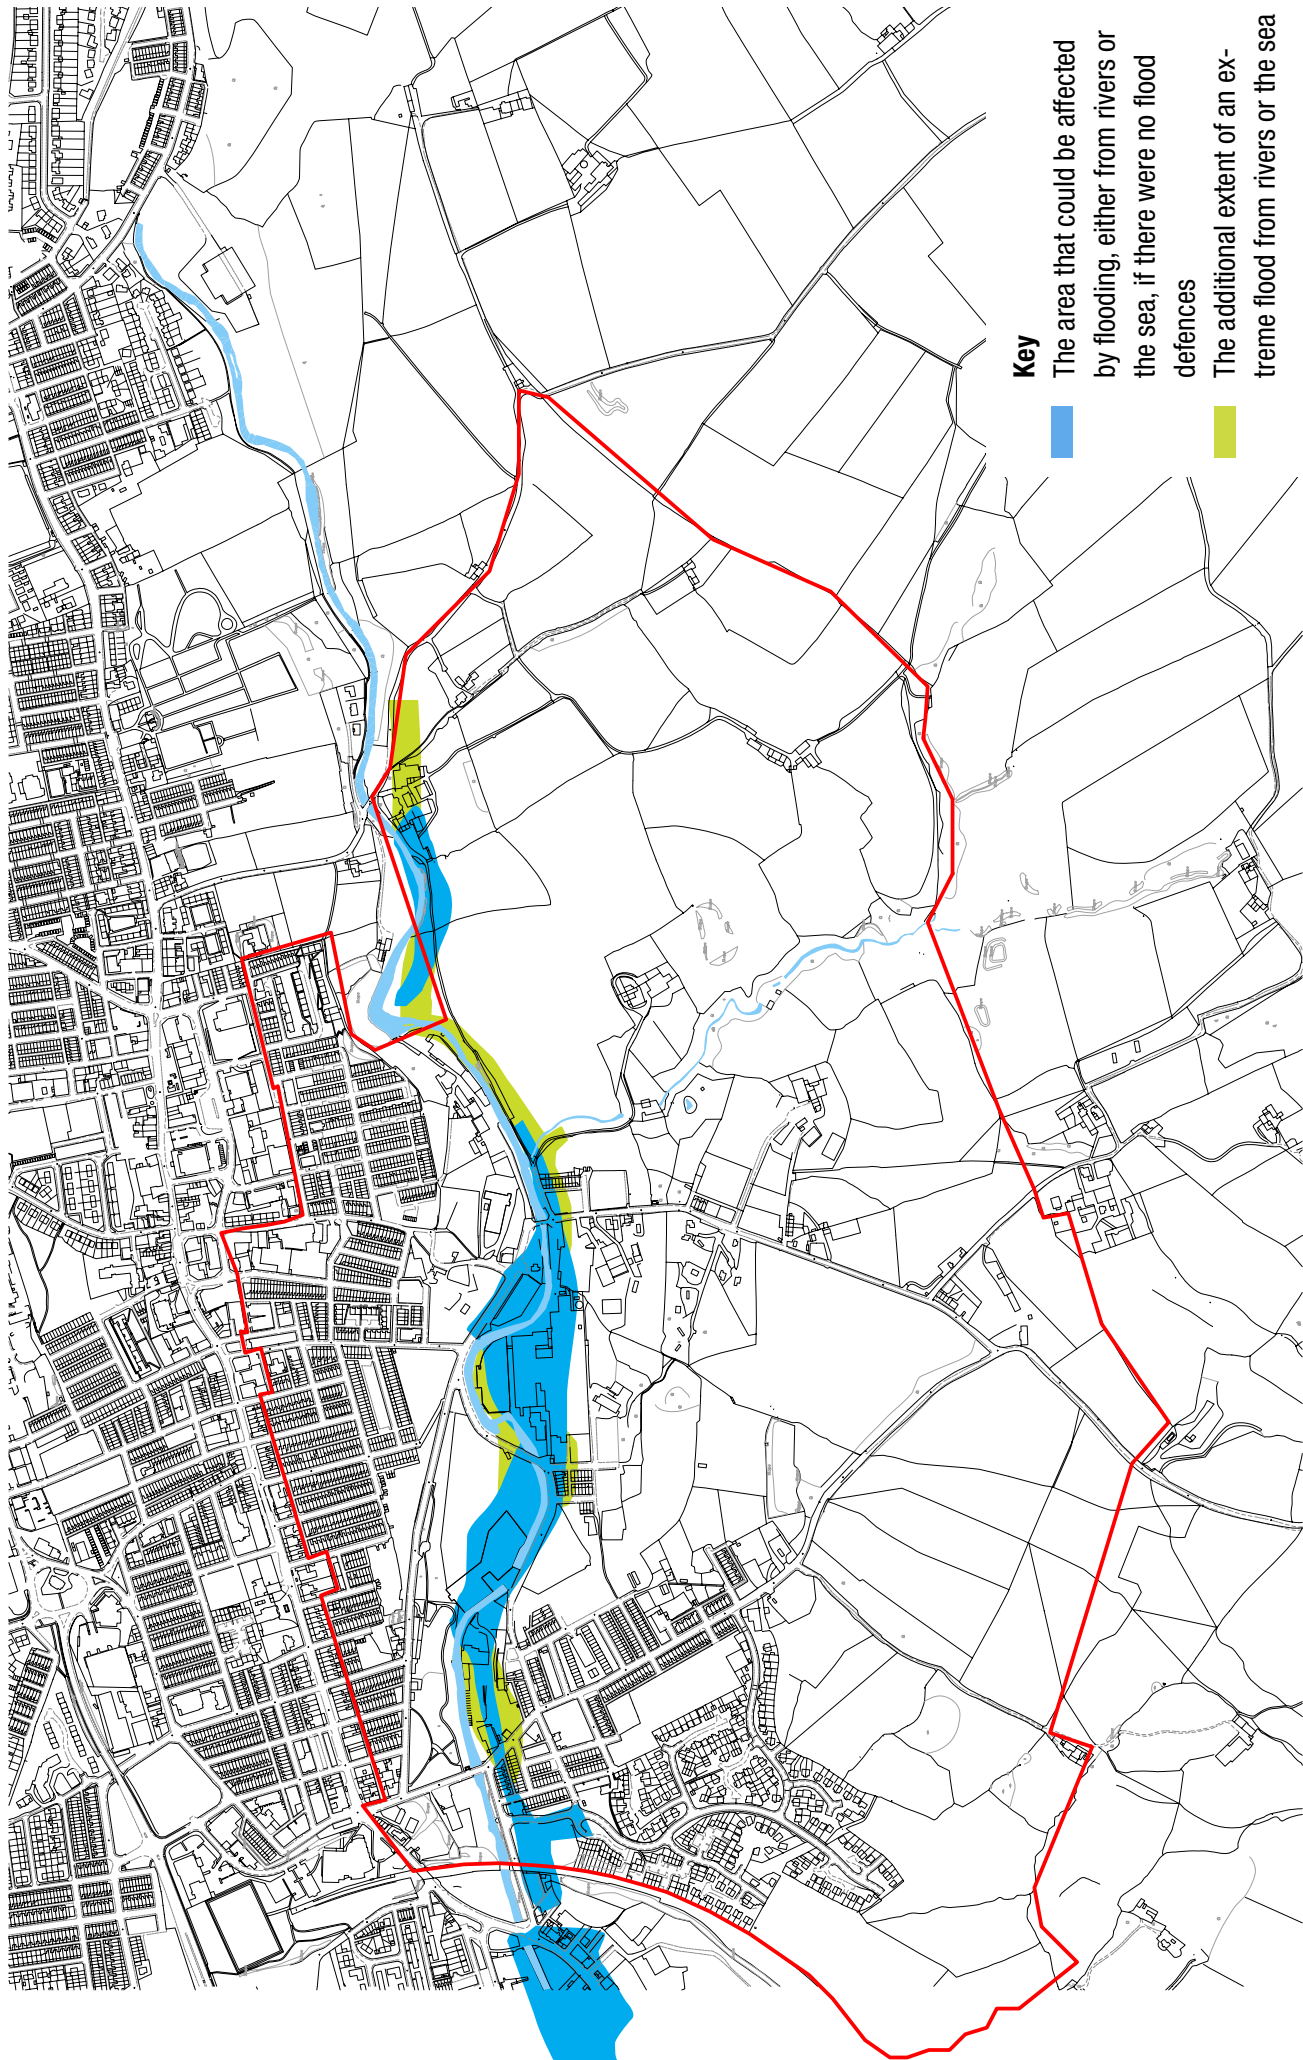 Key
The area that could be affected
by flooding, either from rivers or
the sea, if there were no flood
defences
The additional extent of an ex-
treme flood from rivers or the sea